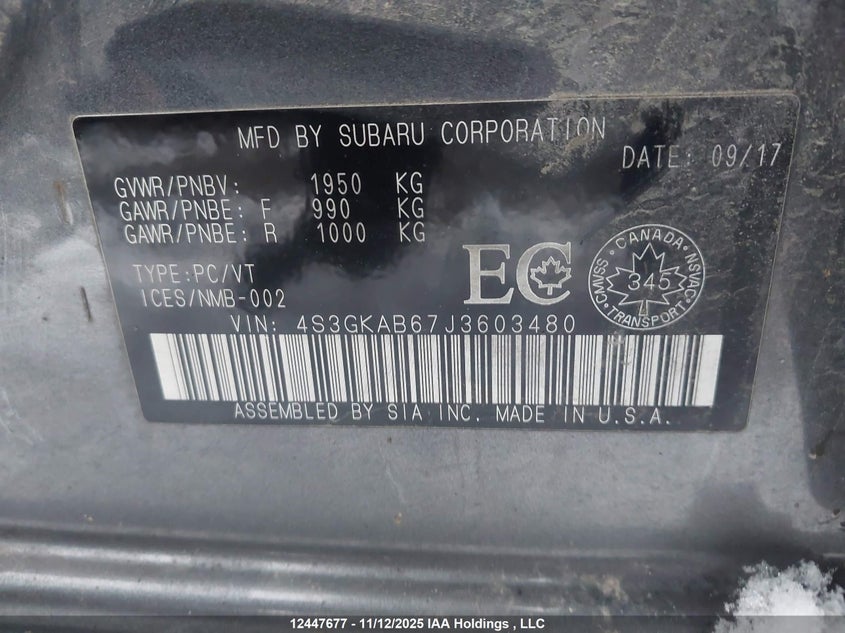 MFD BY SUBARU CORPORATION
DATE: 09/17
GVWR/PNBV: 1950 KG
GAWR/PNBE: F 990 KG
GAWR/PNBE: R 1000 KG
TYPE:PC/VT
ICES/NMB-002
EC
CANADA
CMVSS 345 NSVAC
TRANSPORT
VIN: 4S3GKAB67J3603480
ASSEMBLED BY SIA INC. MADE IN U.S.A.
12447677 - 11/12/2025 IAA Holdings , LLC